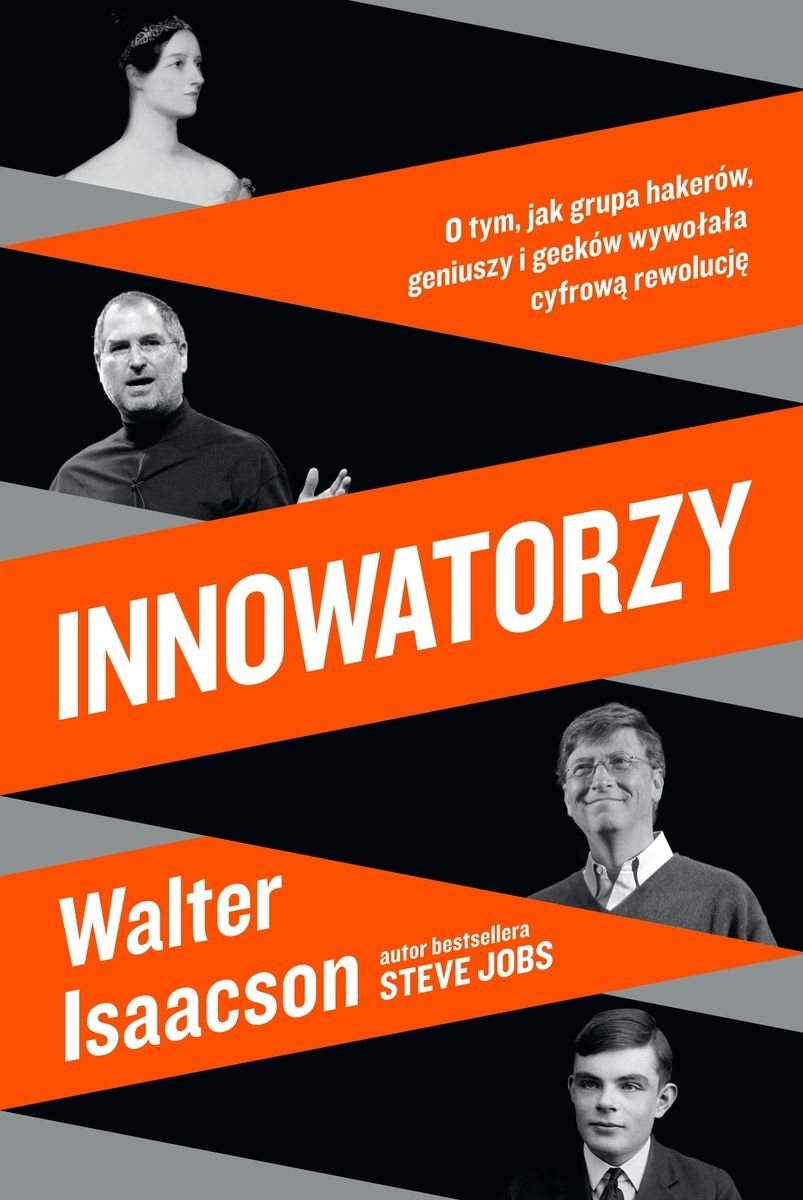 O tym, jak grupa hakerów,
geniuszy i geeków wywołała
cyfrową rewolucję
INNOWATORZY
Walter
Isaacson
autor bestsellera
STEVE JOBS